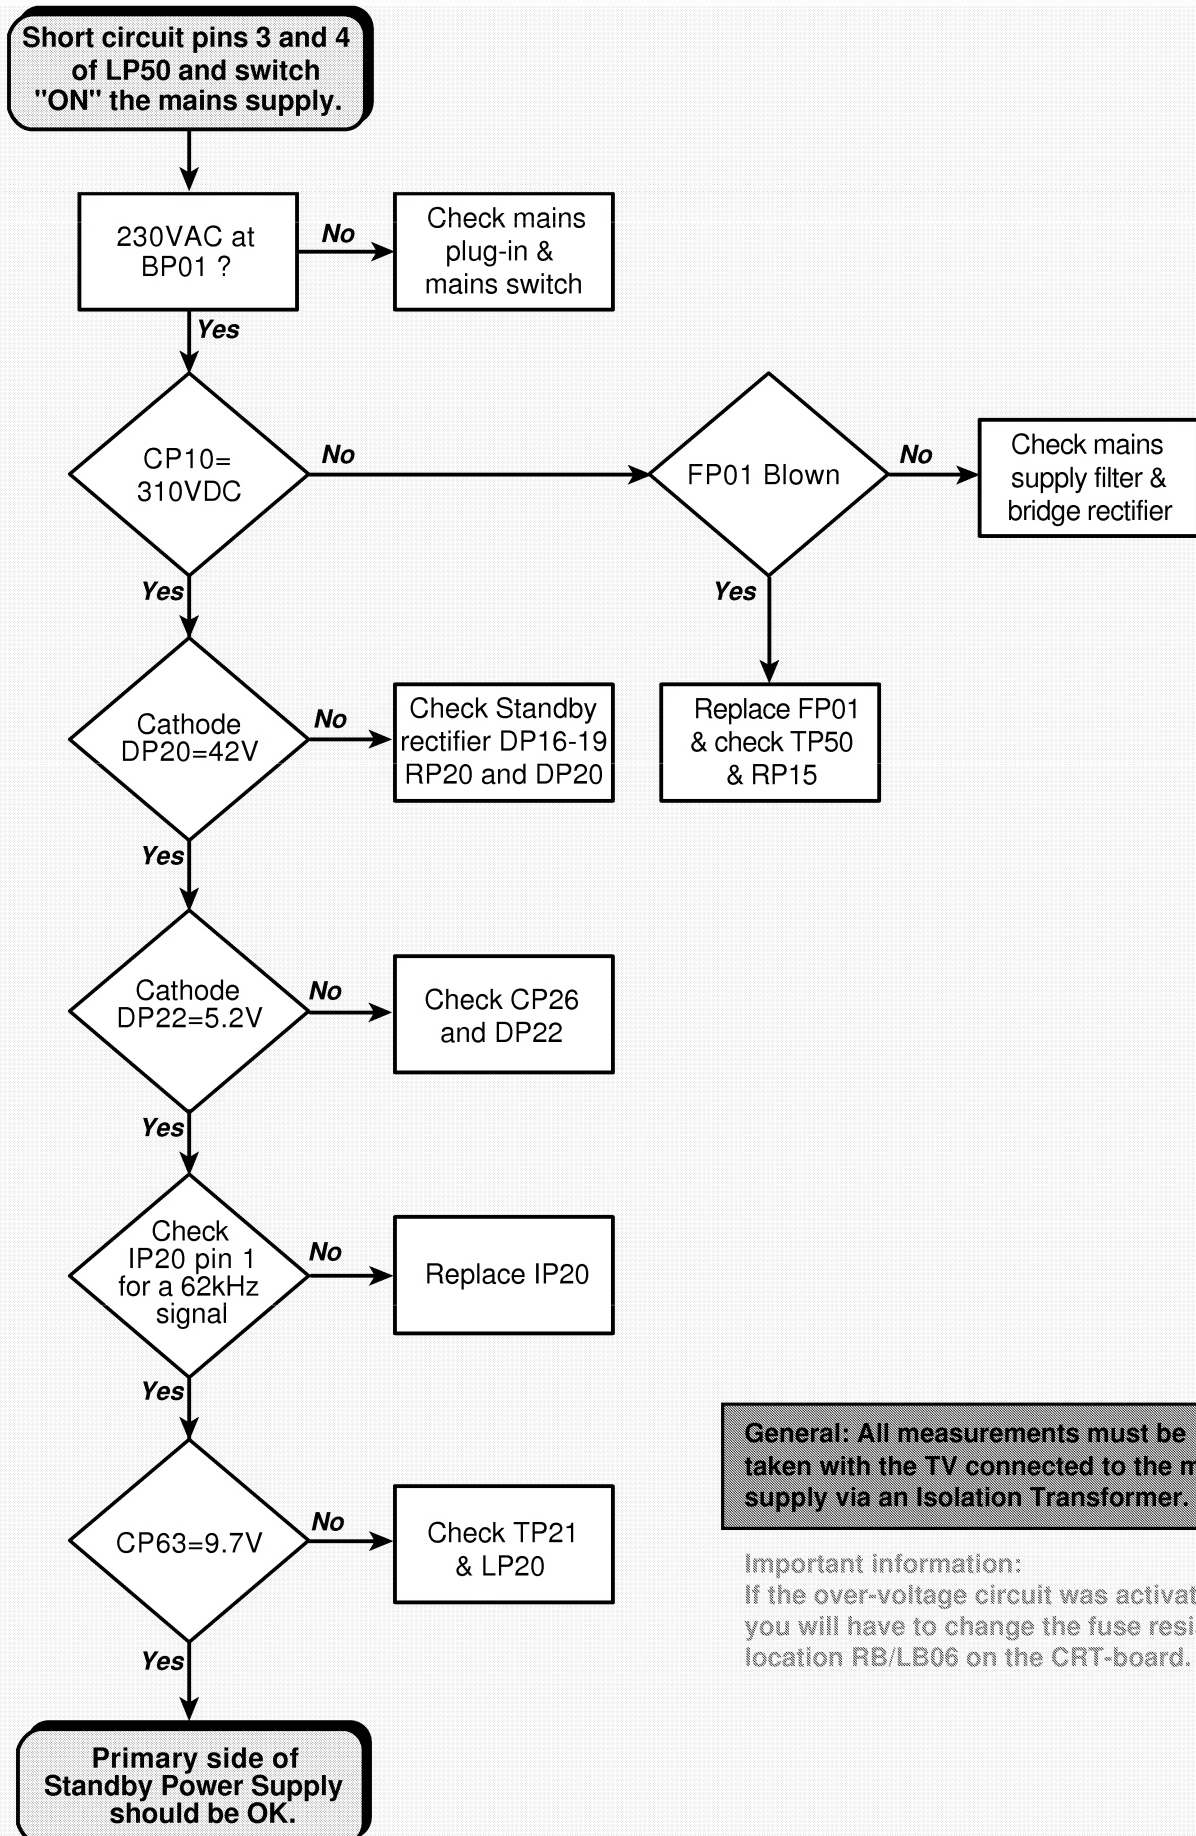 Short circuit pins 3 and 4
of LP50 and switch
"ON" the mains supply.
230VAC at
BP01 ?
No
Check mains
plug-in &
mains switch
Yes
CP10=
310VDC
No
FP01 Blown
No
Check mains
supply filter &
bridge rectifier
Yes
Yes
Replace FP01
& check TP50
& RP15
Cathode
DP20=42V
No
Check Standby
rectifier DP16-19
RP20 and DP20
Yes
Cathode
DP22=5.2V
No
Check CP26
and DP22
Yes
Check
IP20 pin 1
for a 62kHz
signal
No
Replace IP20
Yes
CP63=9.7V
No
Check TP21
& LP20
Yes
Primary side of
Standby Power Supply
should be OK.
General: All measurements must be
taken with the TV connected to the
supply via an Isolation Transformer.
Important information:
If the over-voltage circuit was
you will have to change the fuse
location RB/LB06 on the CRT-board.